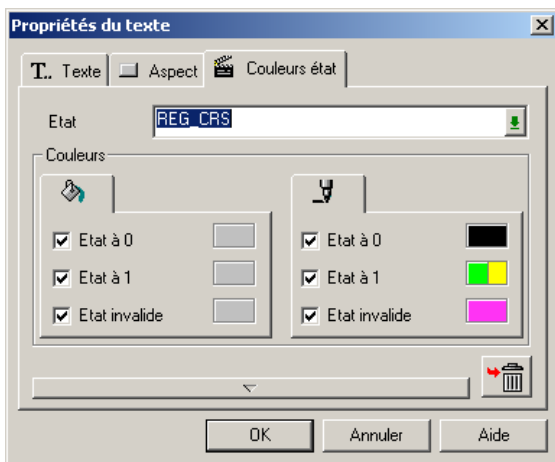 Propriétés du texte
T.. Texte Aspect Couleurs état
Etat REG_CRS
Couleurs
Etat à 0 Etat à 0
Etat à 1 Etat à 1
Etat invalide Etat invalide
OK Annuler Aide